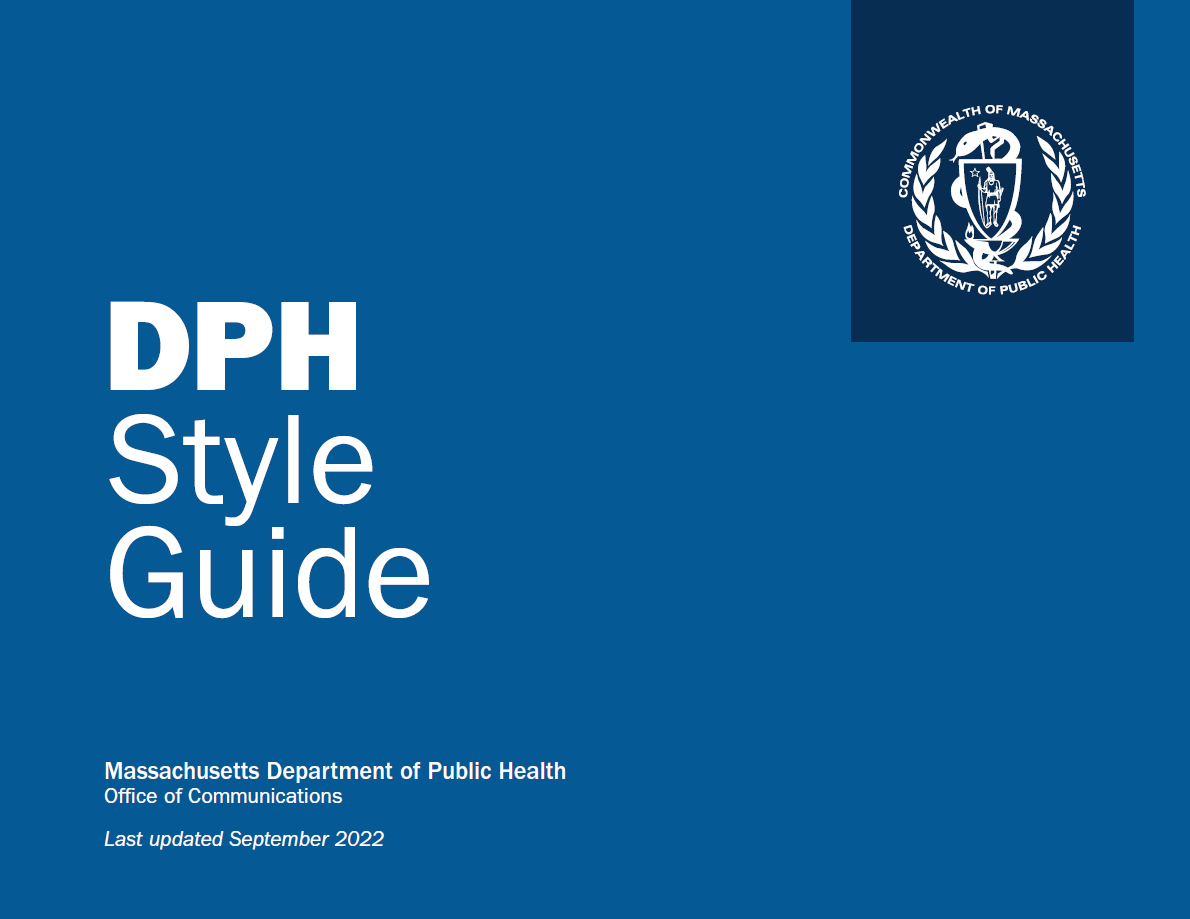 COMMONWEALTH OF MASSACHUSETTS
DEPARTMENT OF PUBLIC HEALTH
DPH
Style
Guide
Massachusetts Department of Public Health
Office of Communications
Last updated September 2022